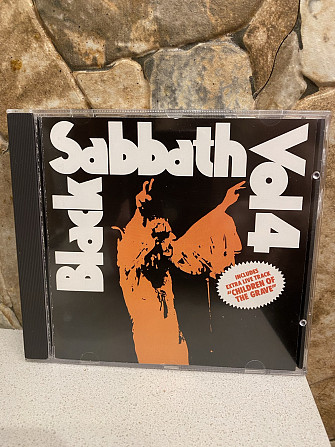 Black
Sabbath
Vol 4
INCLUDES
EXTRA LIVE TRACK
"CHILDREN OF
THE GRAVE"